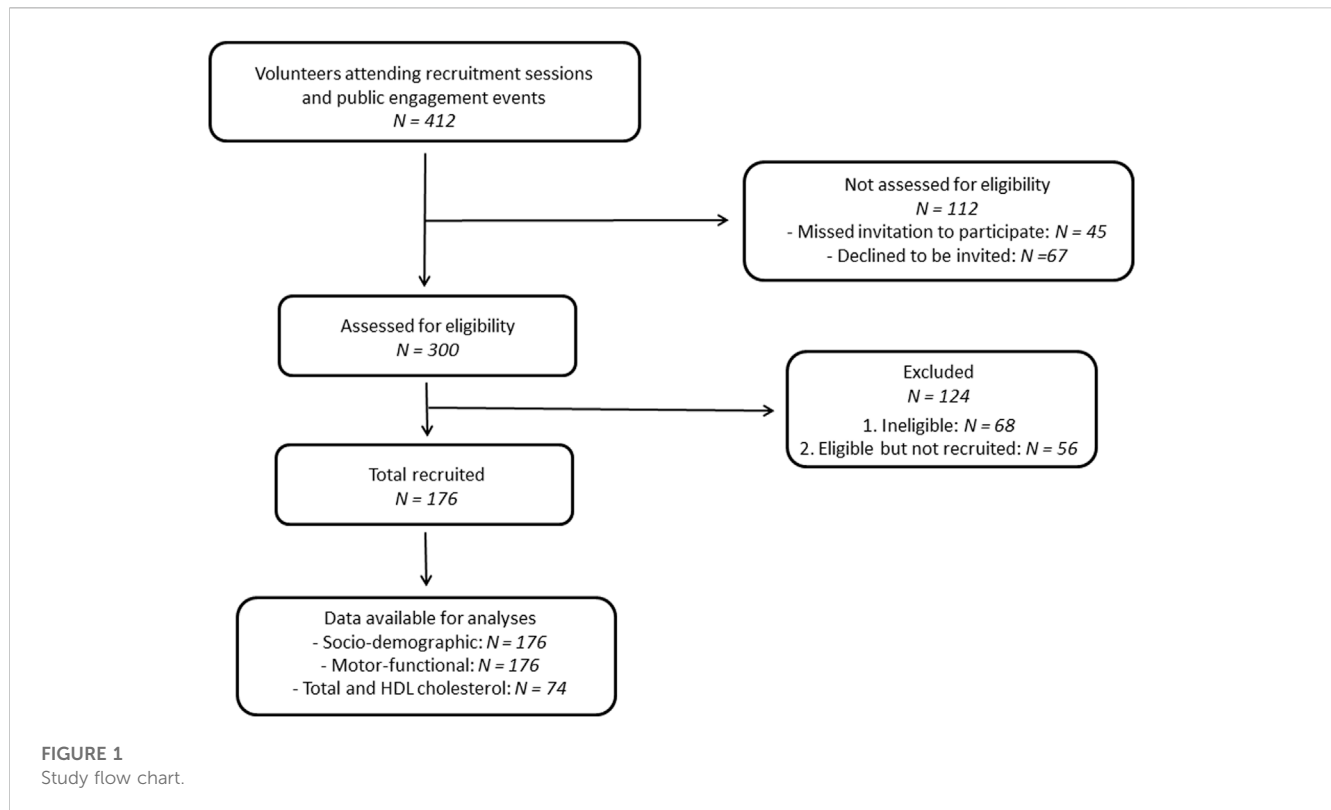 Volunteers attending recruitment sessions
and public engagement events
N = 412
Not assessed for eligibility
N = 112
- Missed invitation to participate: N = 45
- Declined to be invited: N =67
Assessed for eligibility
N = 300
Excluded
N = 124
1. Ineligible: N = 68
2. Eligible but not recruited: N = 56
Total recruited
N = 176
Data available for analyses
- Socio-demographic: N = 176
- Motor-functional: N = 176
- Total and HDL cholesterol: N = 74
FIGURE 1
Study flow chart.